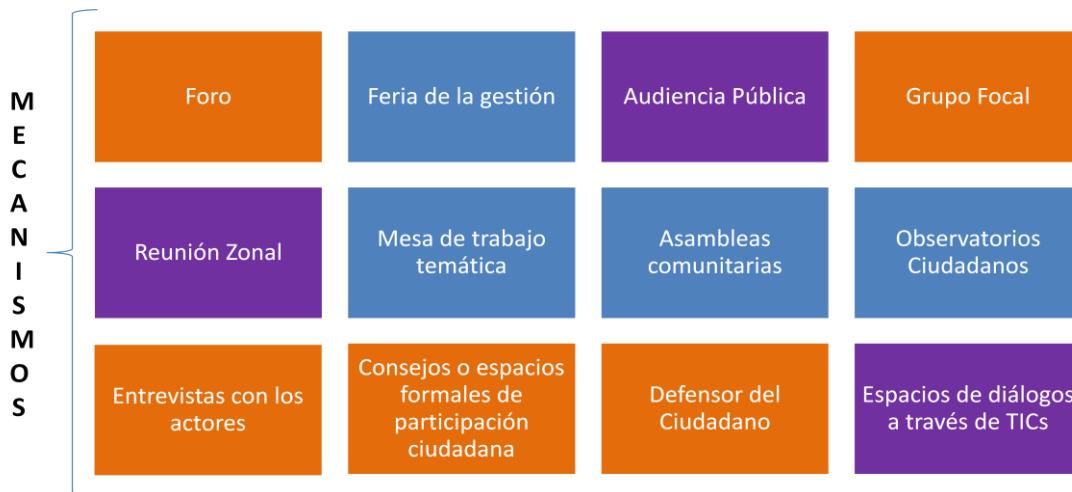 MECANISMOS
Foro
Feria de la gestión
Audiencia Pública
Grupo Focal
Reunión Zonal
Mesa de trabajo
temática
Asambleas
comunitarias
Observatorios
Ciudadanos
Entrevistas con los
actores
Consejos o espacios
formales de
participación
ciudadana
Defensor del
Ciudadano
Espacios de diálogos
a través de TICs